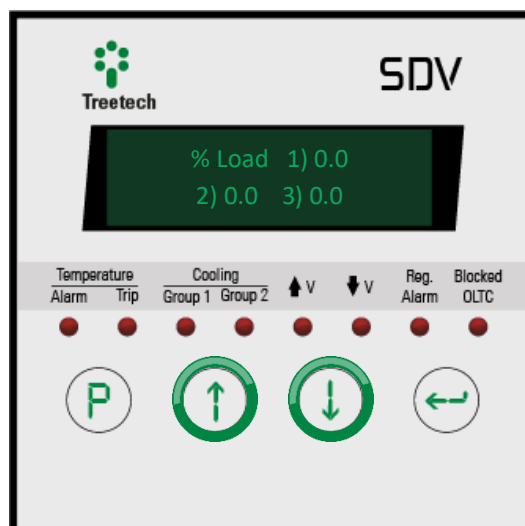 SDV
Treetech
% Load 1) 0.0
2) 0.0 3) 0.0
Temperature Cooling
Alarm Trip Group 1 Group 2 V V Reg. Alarm Blocked OLTC
P